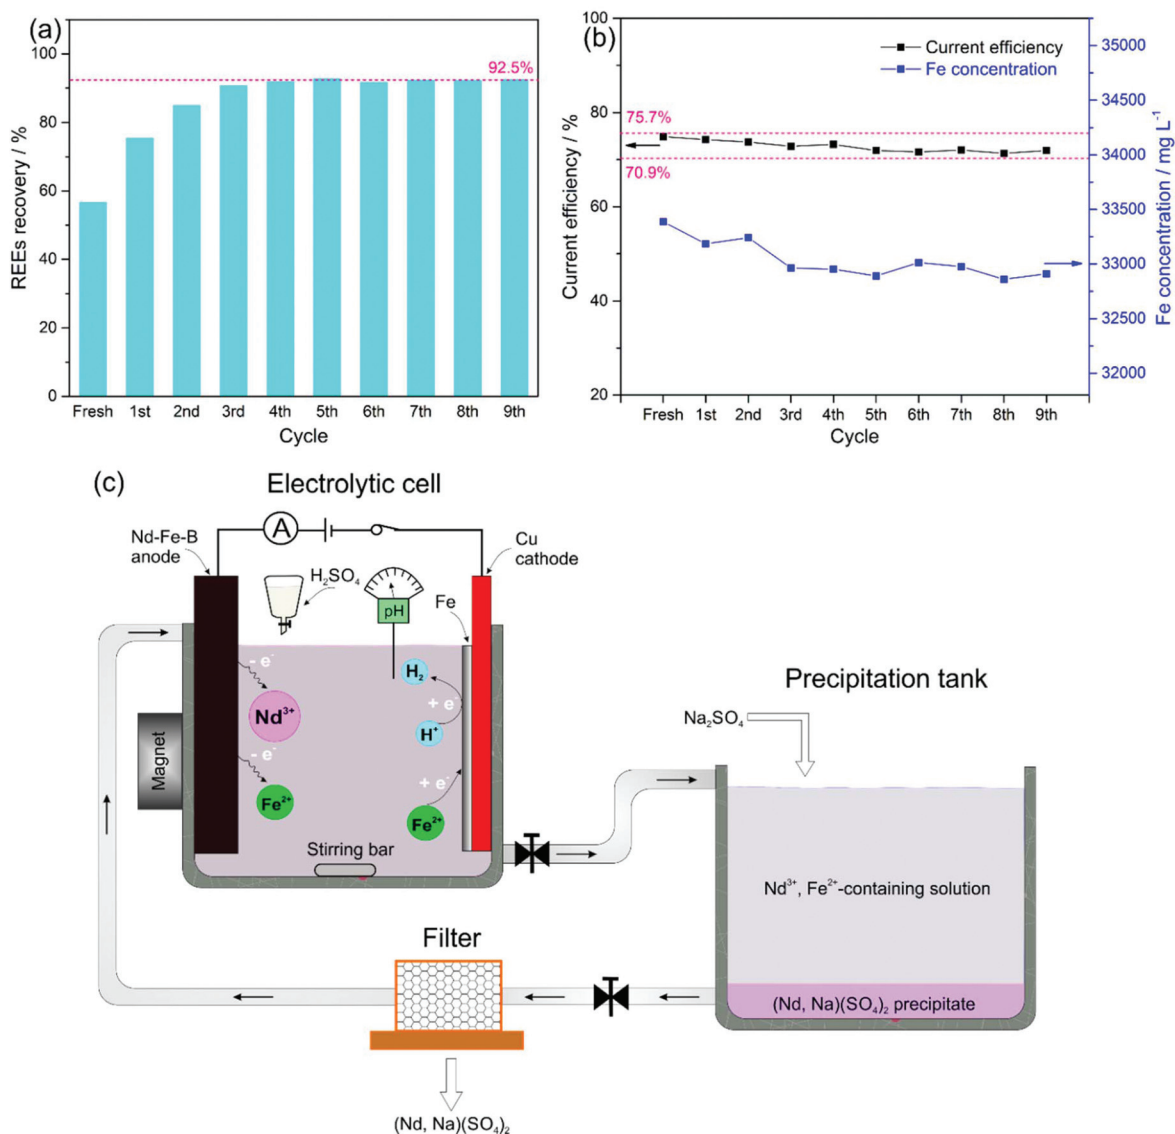 (a)
100
80
60
40
20
0
REEs recovery / %
92.5%
Fresh 1st 2nd 3rd 4th 5th 6th 7th 8th 9th
Cycle
(b)
100
80
60
40
20
Current efficiency / %
Current efficiency
Fe concentration
75.7%
70.9%
35000
34500
34000
33500
33000
32500
32000
Fe concentration / mg L⁻¹
Fresh 1st 2nd 3rd 4th 5th 6th 7th 8th 9th
Cycle
(c)
Electrolytic cell
Nd-Fe-B
anode
A
Cu
cathode
H₂SO₄
pH
Fe
- e⁻
Nd³⁺
- e⁻
Fe²⁺
H₂
+ e⁻
H⁺
+ e⁻
Fe²⁺
Magnet
Stirring bar
Precipitation tank
Na₂SO₄
Nd³⁺, Fe²⁺-containing solution
(Nd, Na)(SO₄)₂ precipitate
Filter
(Nd, Na)(SO₄)₂